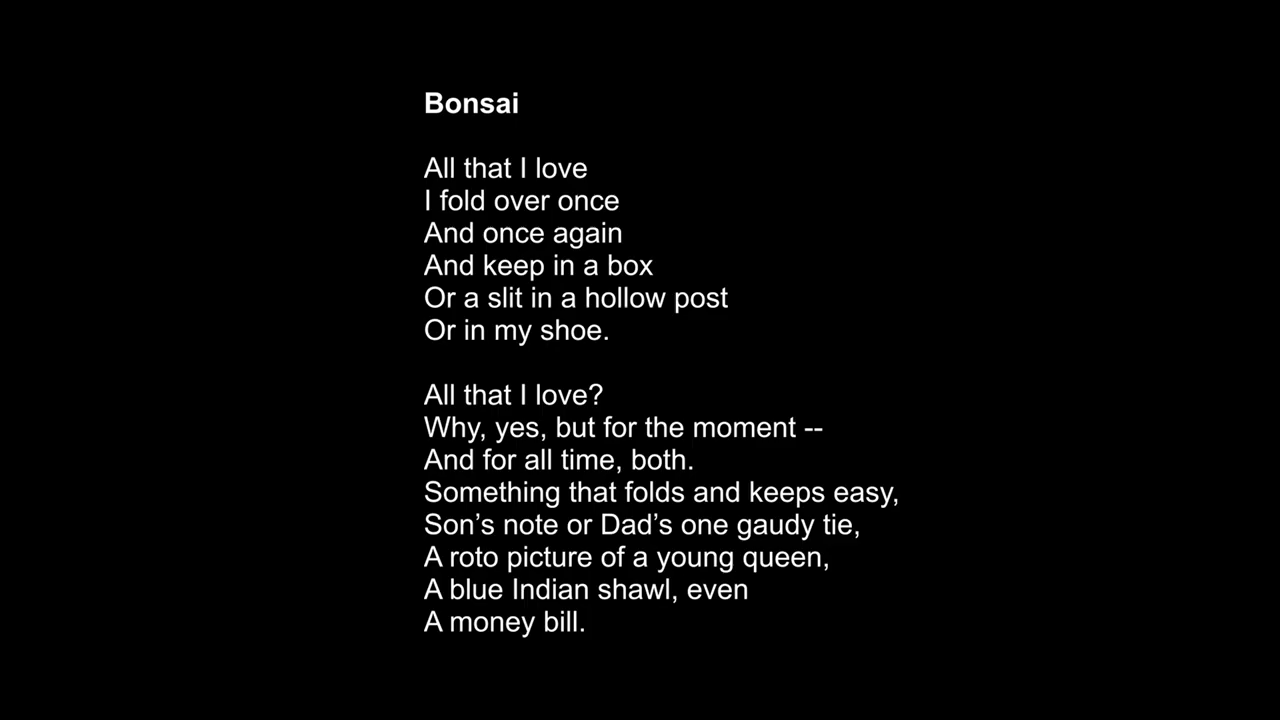 Bonsai
All that I love
I fold over once
And once again
And keep in a box
Or a slit in a hollow post
Or in my shoe.
All that I love?
Why, yes, but for the moment --
And for all time, both.
Something that folds and keeps easy,
Son’s note or Dad’s one gaudy tie,
A roto picture of a young queen,
A blue Indian shawl, even
A money bill.